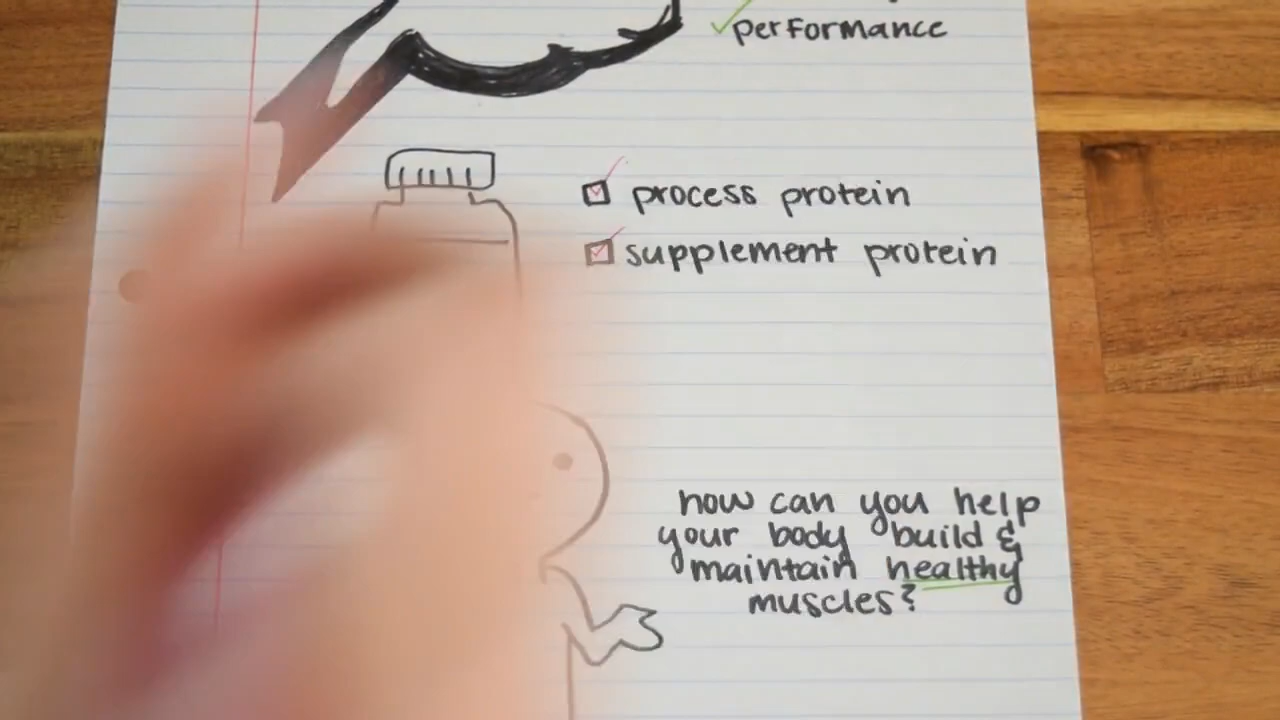 performance
process protein
supplement protein
how can you help
your body build &
maintain healthy
muscles?